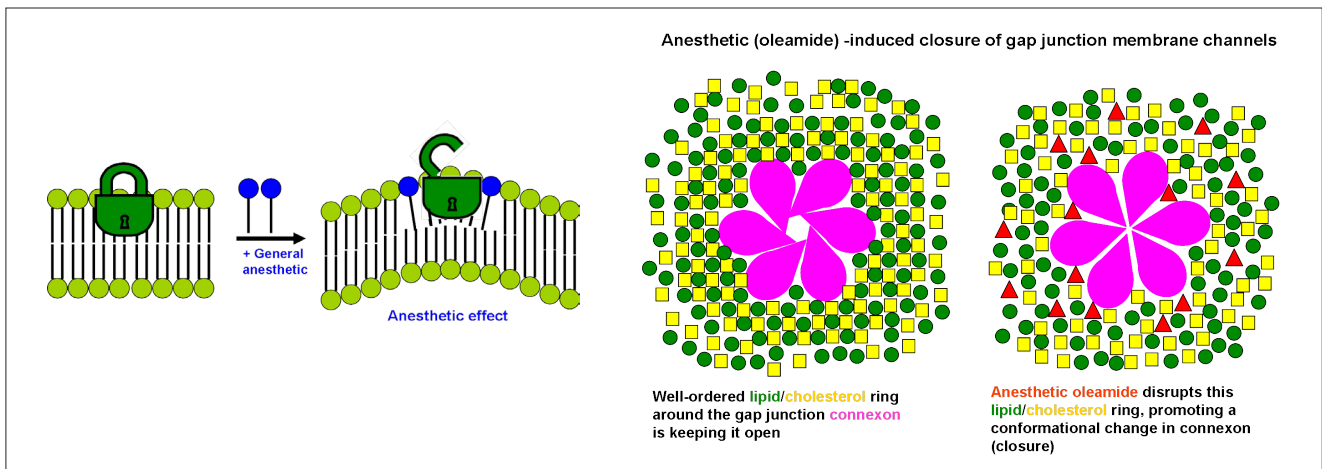 Anesthetic (oleamide) -induced closure of gap junction membrane channels
+ General
anesthetic
Anesthetic effect
Well-ordered lipid/cholesterol ring
around the gap junction connexon
is keeping it open
Anesthetic oleamide disrupts this
lipid/cholesterol ring, promoting a
conformational change in connexon
(closure)